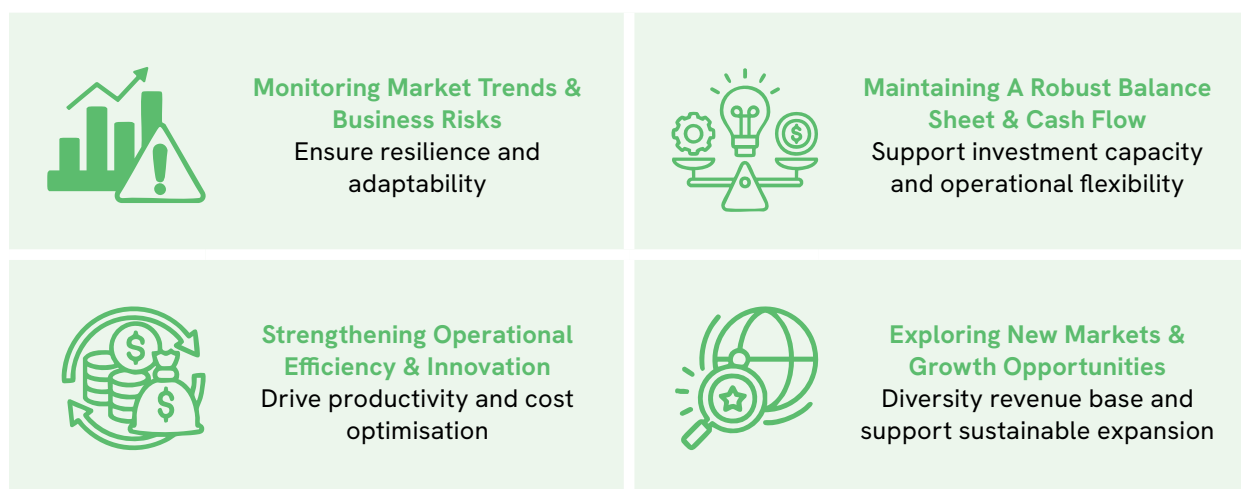 Monitoring Market Trends &
Business Risks
Ensure resilience and
adaptability
Maintaining A Robust Balance
Sheet & Cash Flow
Support investment capacity
and operational flexibility
Strengthening Operational
Efficiency & Innovation
Drive productivity and cost
optimisation
Exploring New Markets &
Growth Opportunities
Diversity revenue base and
support sustainable expansion